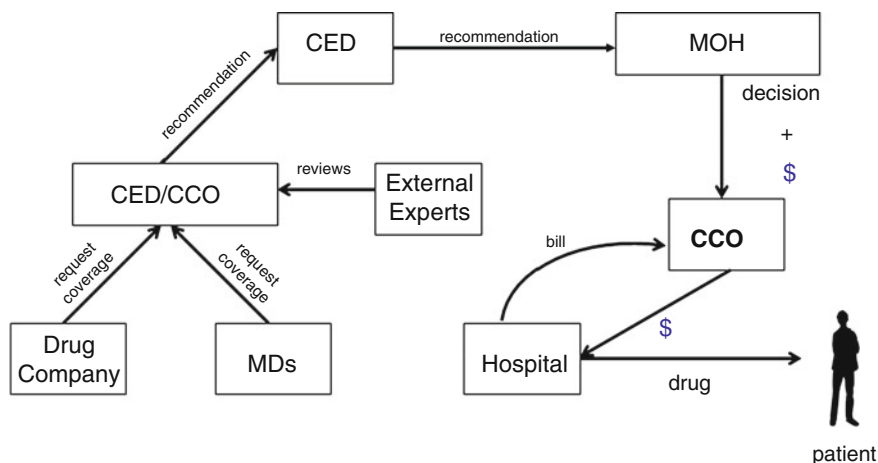 CED
recommendation
MOH
recommendation
decision
+
$
CED/CCO
reviews
External
Experts
CCO
bill
request
coverage
request
coverage
$
Drug
Company
MDs
Hospital
drug
patient